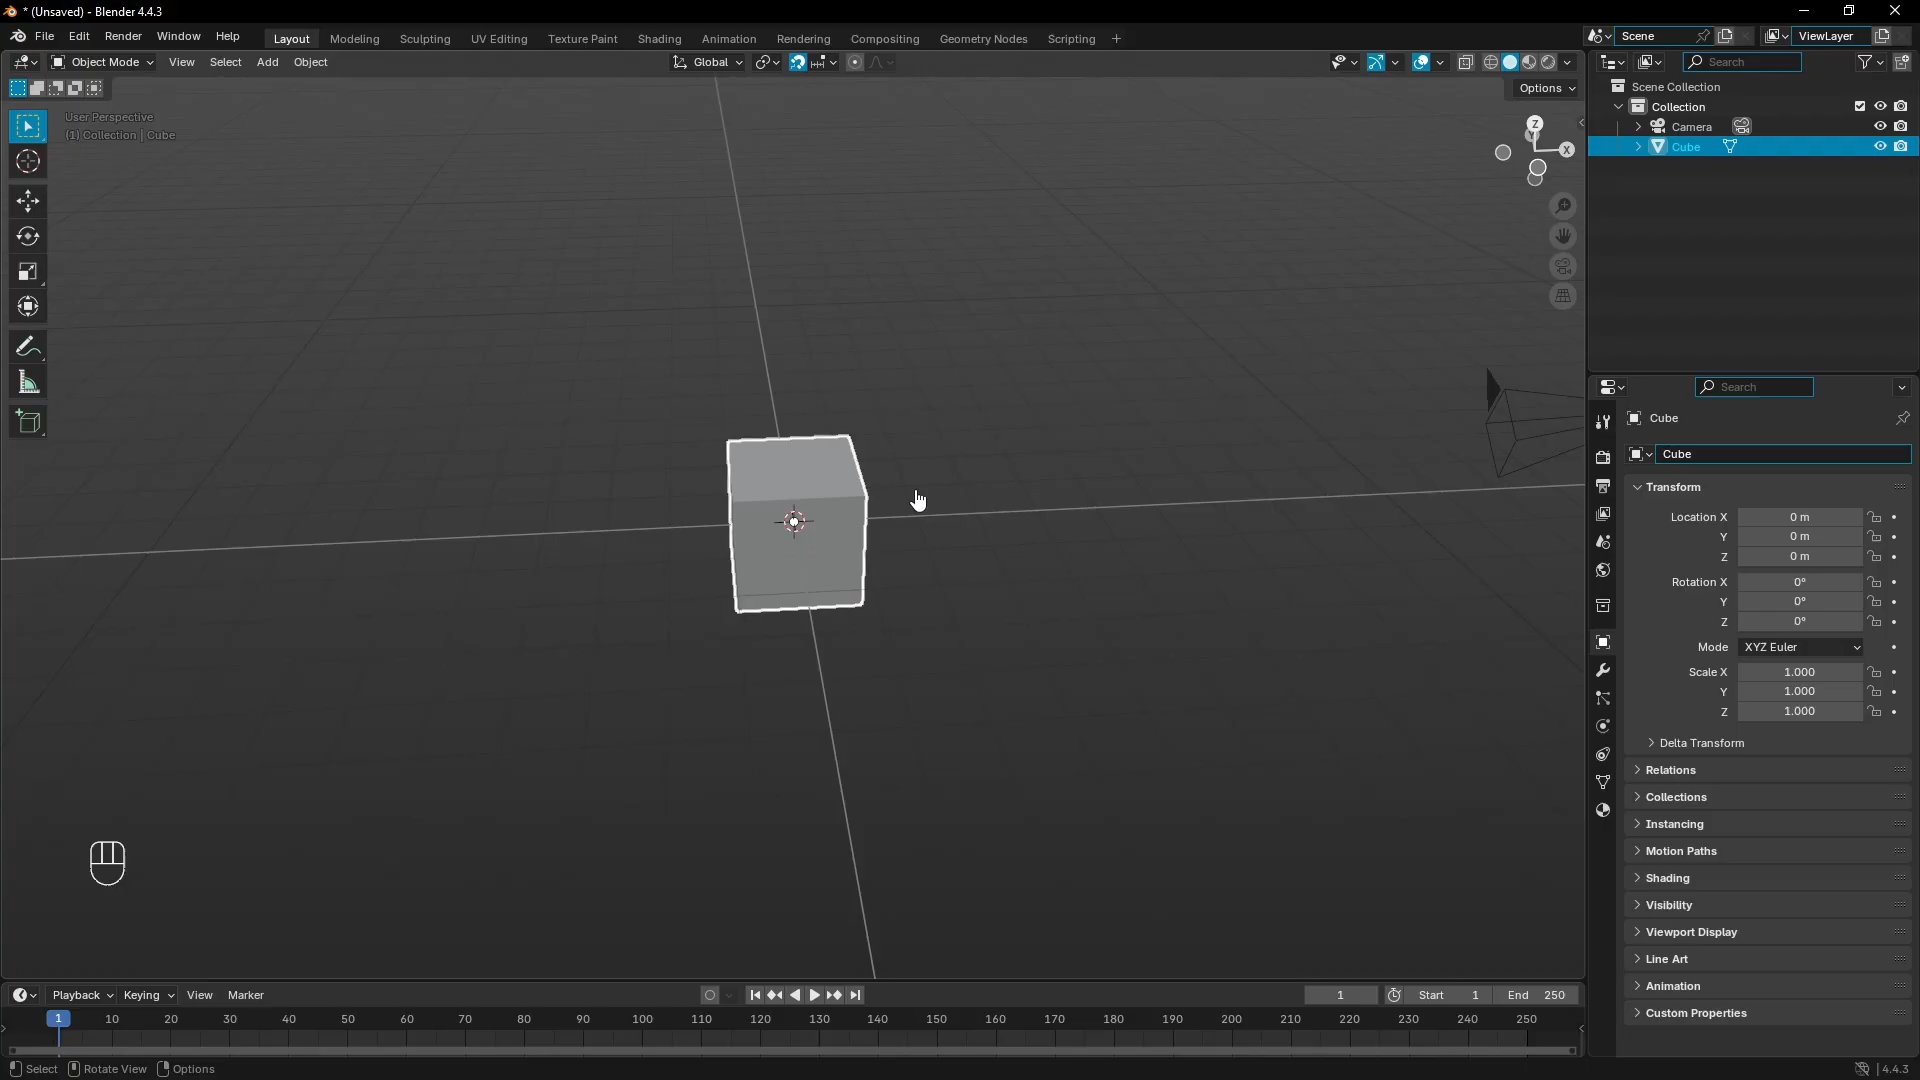 * (Unsaved) - Blender 4.4.3
File Edit Render Window Help Layout Modeling Sculpting UV Editing Texture Paint Shading Animation Rendering Compositing Geometry Nodes Scripting + Scene ViewLayer
Object Mode View Select Add Object Global Search
Options
User Perspective
(1) Collection | Cube
Z
Y
X
Scene Collection
Collection
Camera
Cube
Search
Cube
Cube
Transform
Location X 0 m
Y 0 m
Z 0 m
Rotation X 0°
Y 0°
Z 0°
Mode XYZ Euler
Scale X 1.000
Y 1.000
Z 1.000
Delta Transform
Relations
Collections
Instancing
Motion Paths
Shading
Visibility
Viewport Display
Line Art
Animation
Custom Properties
Playback Keying View Marker 1 Start 1 End 250
1 10 20 30 40 50 60 70 80 90 100 110 120 130 140 150 160 170 180 190 200 210 220 230 240 250
Select Rotate View Options 4.4.3